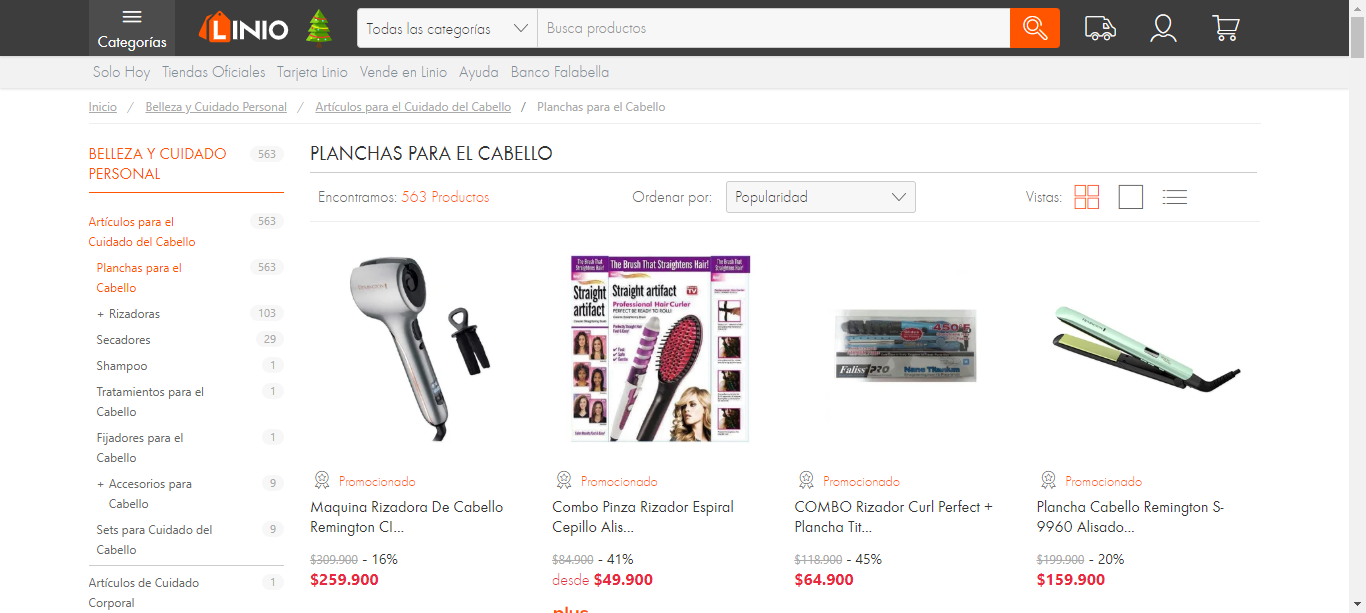 Categorías
LINIO
Todas las categorías
Busca productos
Solo Hoy Tiendas Oficiales Tarjeta Linio Vende en Linio Ayuda Banco Falabella
Inicio / Belleza y Cuidado Personal / Artículos para el Cuidado del Cabello / Planchas para el Cabello
BELLEZA Y CUIDADO 563
PERSONAL
Artículos para el 563
Cuidado del Cabello
Planchas para el 563
Cabello
+ Rizadoras 103
Secadores 29
Shampoo 1
Tratamientos para el 1
Cabello
Fijadores para el 1
Cabello
+ Accesorios para 9
Cabello
Sets para Cuidado del 9
Cabello
Artículos de Cuidado 1
Corporal
PLANCHAS PARA EL CABELLO
Encontramos: 563 Productos
Ordenar por: Popularidad
Vistas:
The Brush That Straightens Hair!
Straight artifact
Straight artifact
Professional Hair Curler
PERFECT BE READY TO ROLL!
450°F
Faliss PRO
Nano Titanium
Promocionado
Maquina Rizadora De Cabello
Remington CI...
$309.900 - 16%
$259.900
Promocionado
Combo Pinza Rizador Espiral
Cepillo Alis...
$84.900 - 41%
desde $49.900
plus
Promocionado
COMBO Rizador Curl Perfect +
Plancha Tit...
$118.900 - 45%
$64.900
Promocionado
Plancha Cabello Remington S-
9960 Alisado...
$199.900 - 20%
$159.900